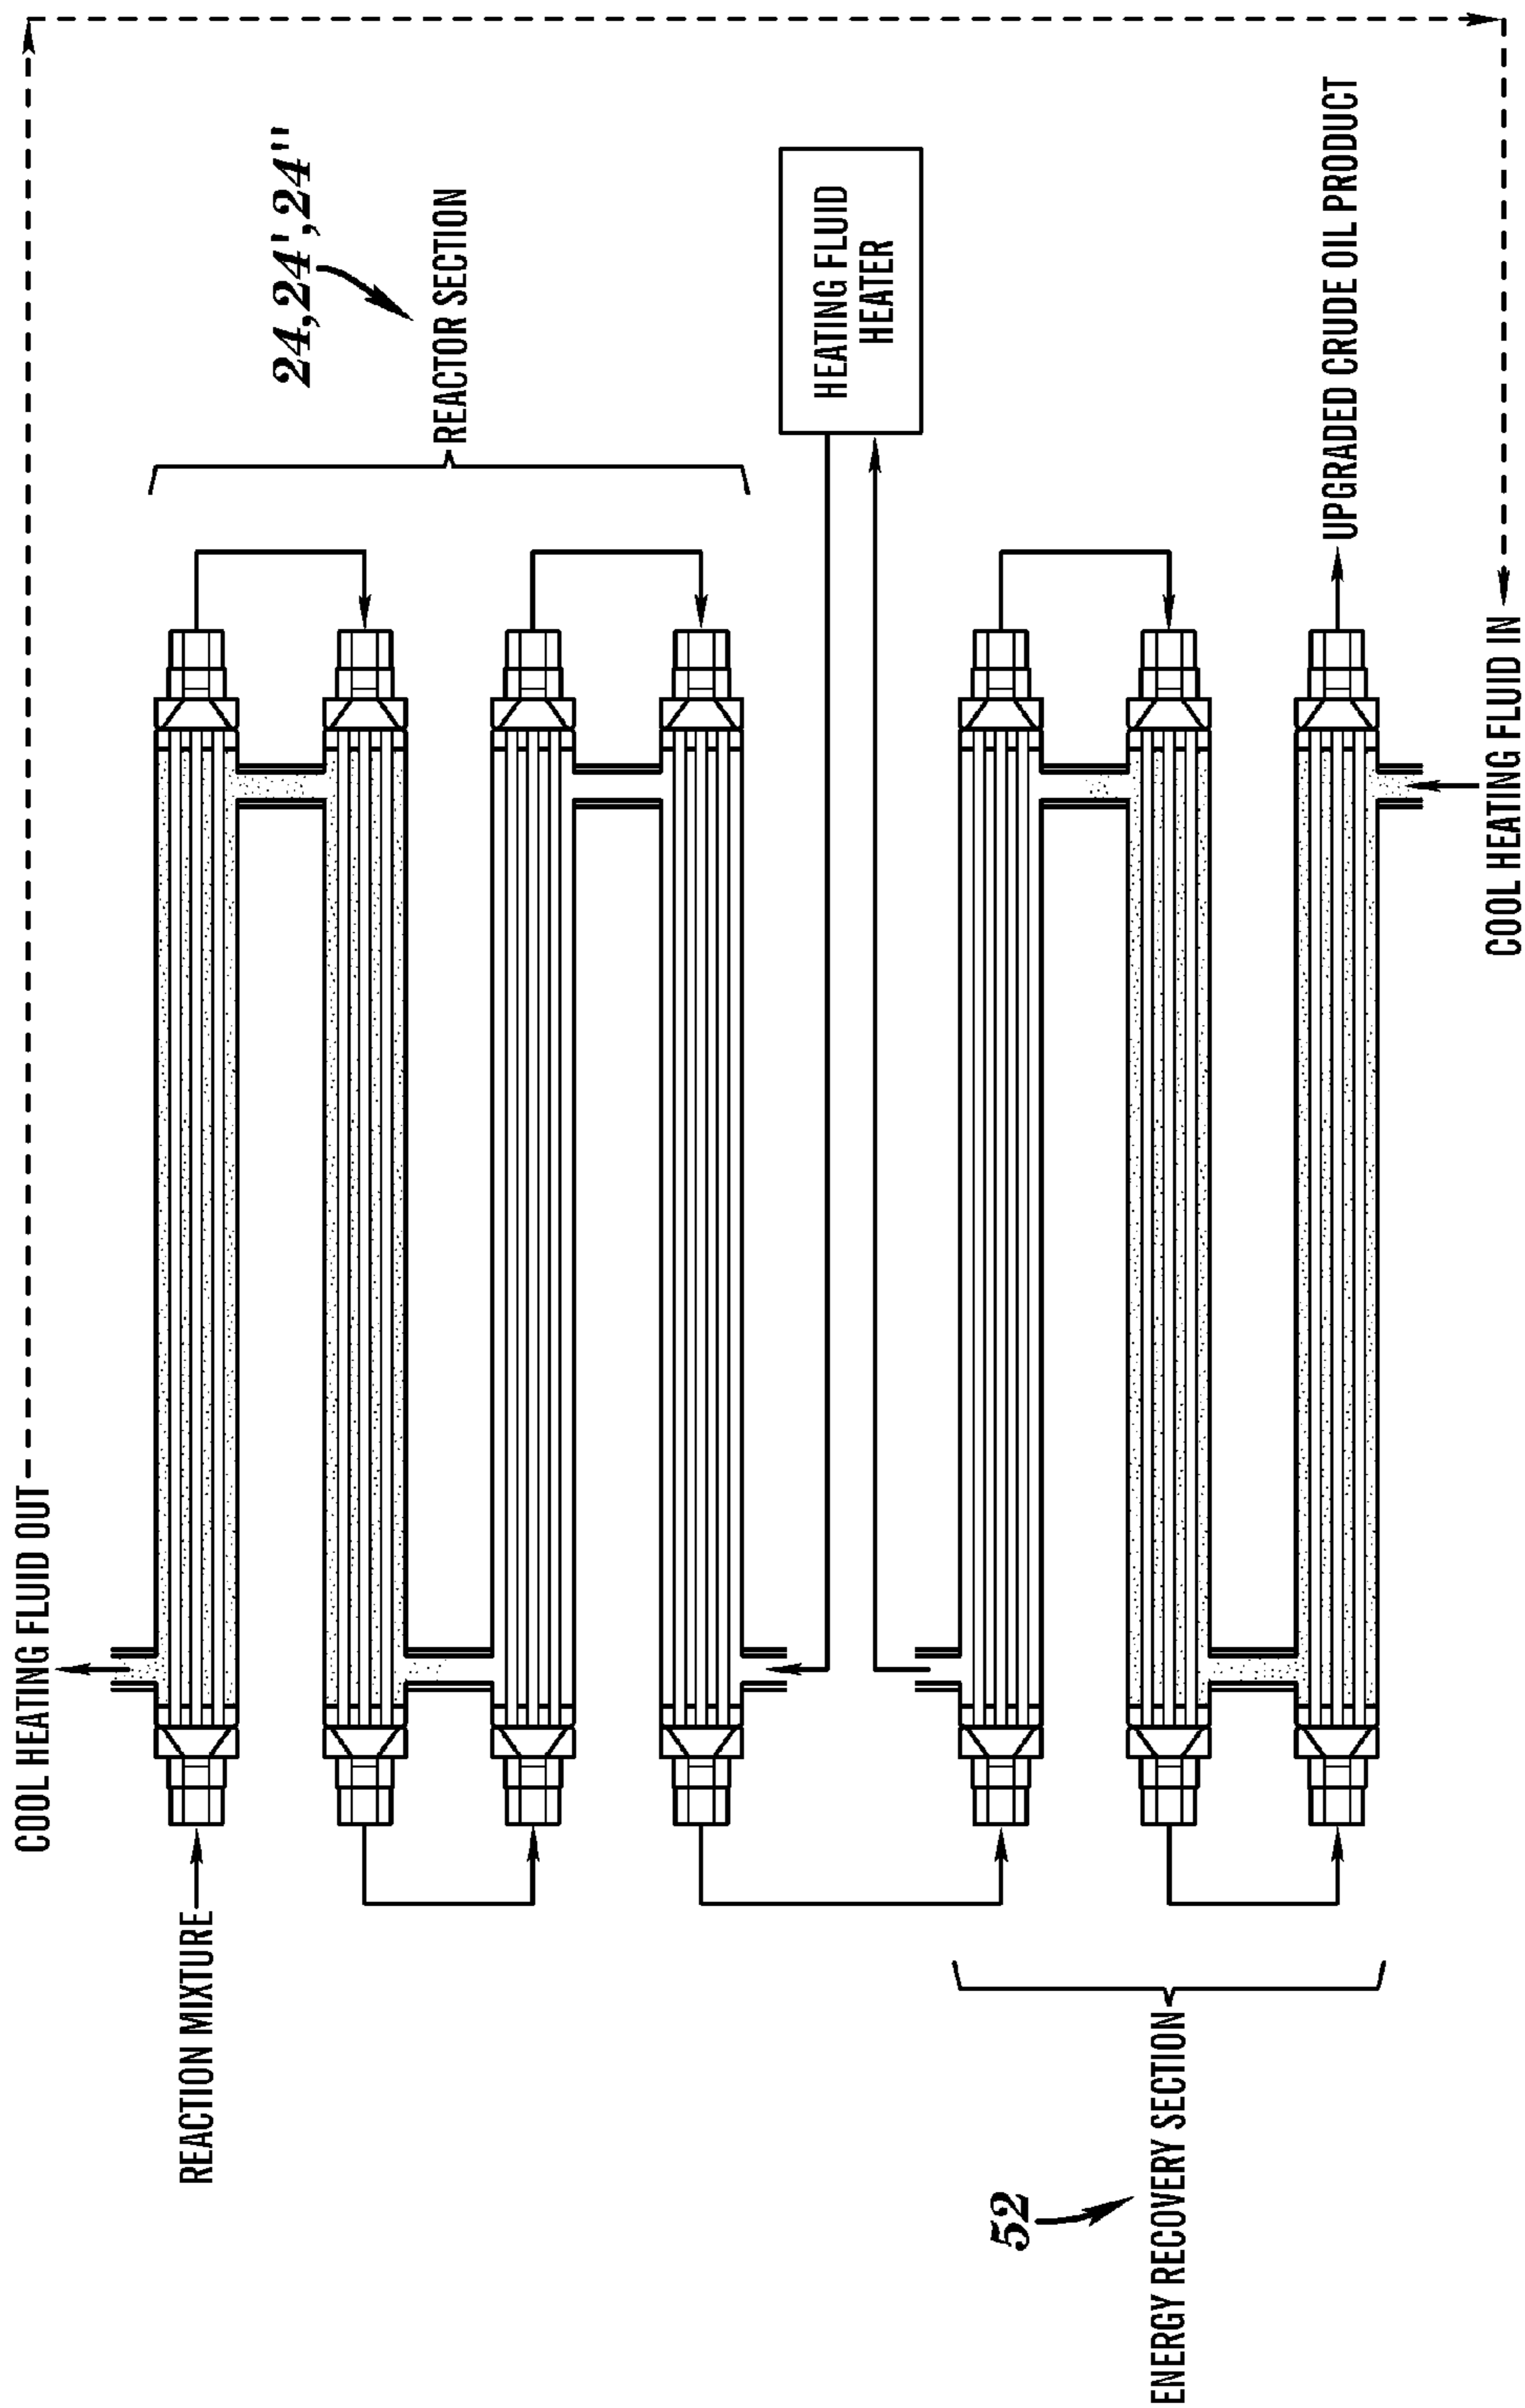 COOL HEATING FLUID OUT
REACTION MIXTURE
24,24',24"
REACTOR SECTION
HEATING FLUID
HEATER
52
ENERGY RECOVERY SECTION
UPGRADED CRUDE OIL PRODUCT
COOL HEATING FLUID IN